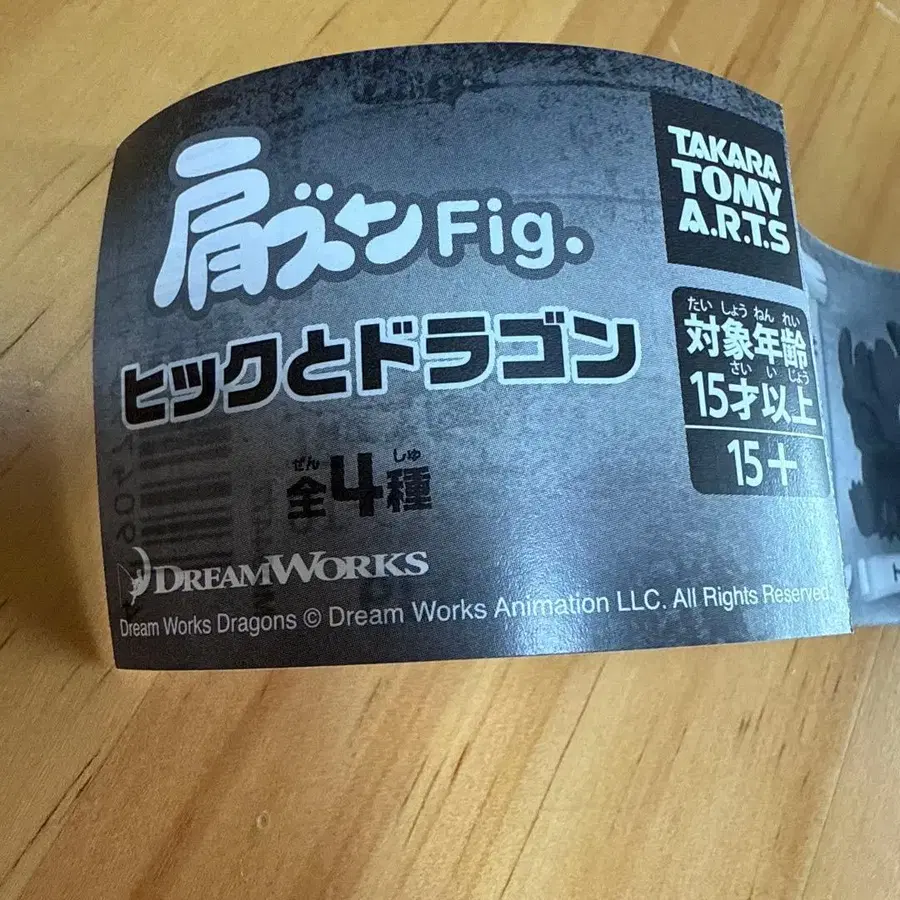 肩ズンFig.
ヒックとドラゴン
ぜん しゅ
全4種
DREAMWORKS
Dream Works Dragons © Dream Works Animation LLC. All Rights Reserved.
TAKARA
TOMY
A.R.T.S
たい しょう ねん れい
対象年齢
さい い じょう
15才以上
15+